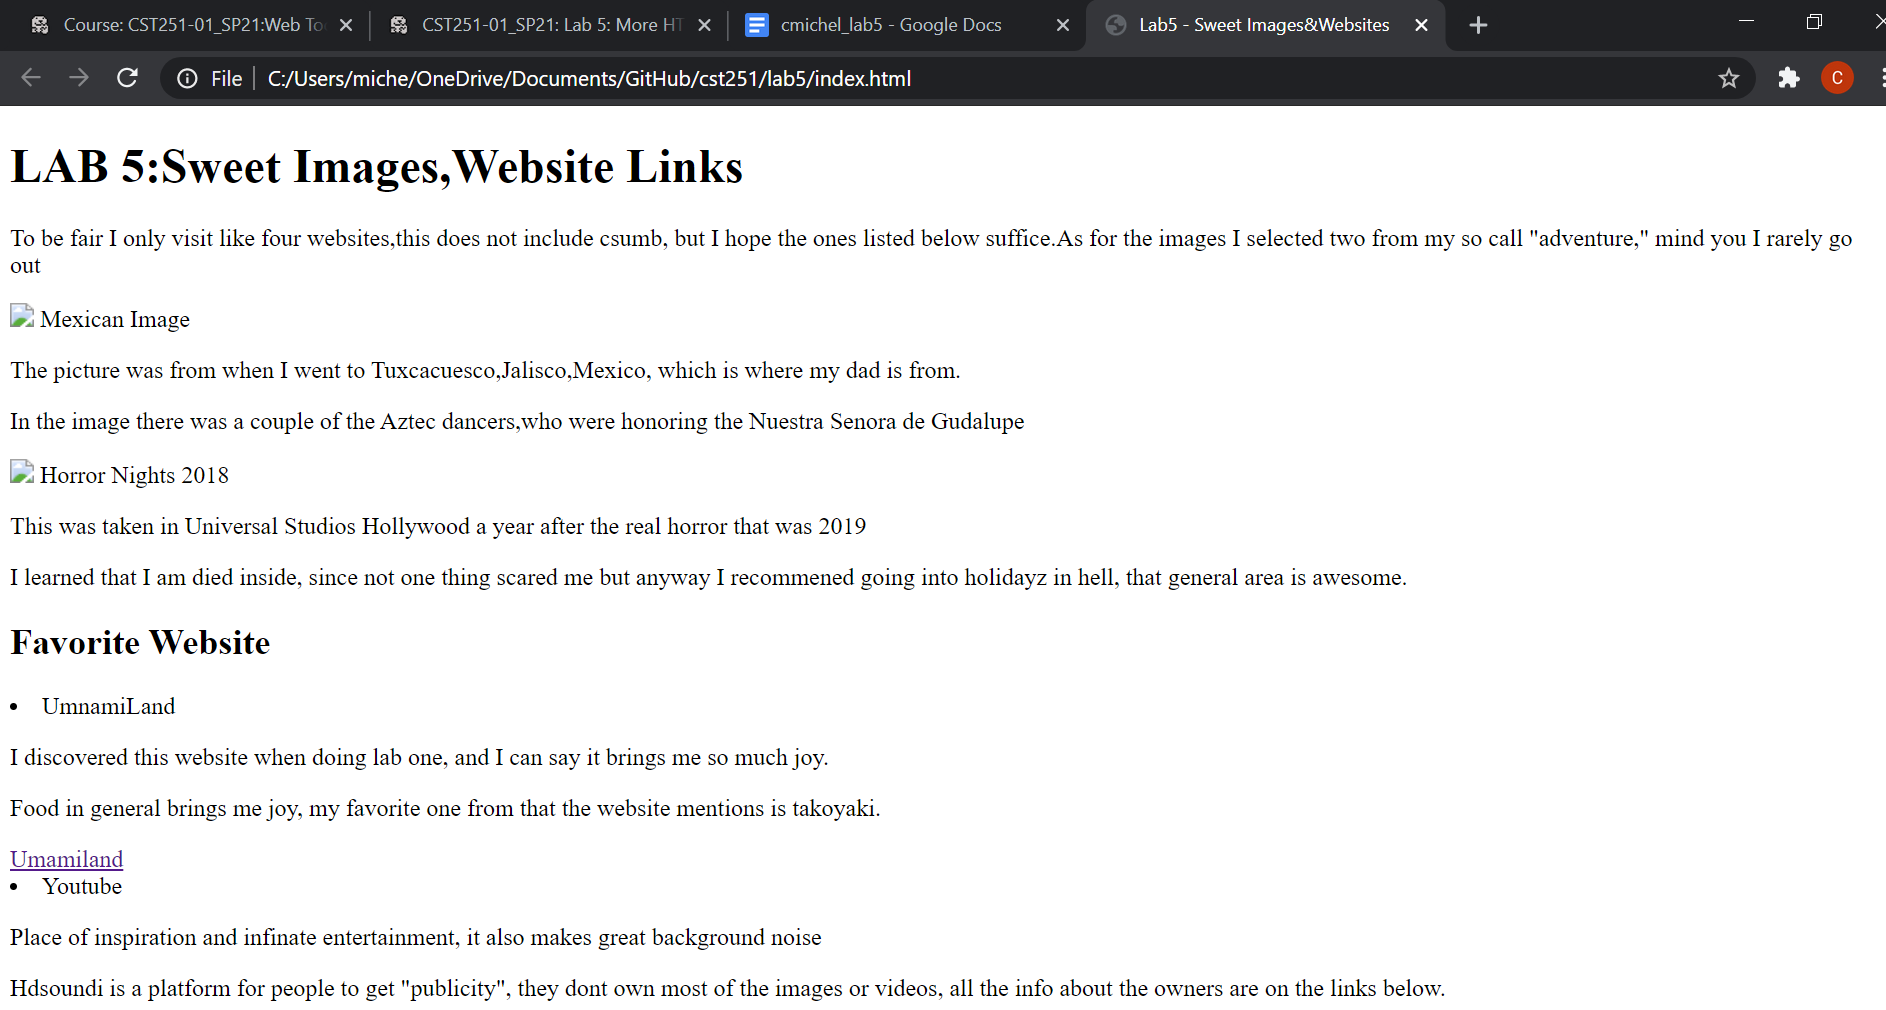 Course: CST251-01_SP21:Web To
CST251-01_SP21: Lab 5: More HT
cmichel_lab5 - Google Docs
Lab5 - Sweet Images&Websites
File
C:/Users/miche/OneDrive/Documents/GitHub/cst251/lab5/index.html
C
LAB 5:Sweet Images,Website Links
To be fair I only visit like four websites,this does not include csumb, but I hope the ones listed below suffice.As for the images I selected two from my so call "adventure," mind you I rarely go
out
Mexican Image
The picture was from when I went to Tuxcacuesco,Jalisco,Mexico, which is where my dad is from.
In the image there was a couple of the Aztec dancers,who were honoring the Nuestra Senora de Gudalupe
Horror Nights 2018
This was taken in Universal Studios Hollywood a year after the real horror that was 2019
I learned that I am died inside, since not one thing scared me but anyway I recommened going into holidayz in hell, that general area is awesome.
Favorite Website
• UmnamiLand
I discovered this website when doing lab one, and I can say it brings me so much joy.
Food in general brings me joy, my favorite one from that the website mentions is takoyaki.
Umamiland
• Youtube
Place of inspiration and infinate entertainment, it also makes great background noise
Hdsoundi is a platform for people to get "publicity", they dont own most of the images or videos, all the info about the owners are on the links below.